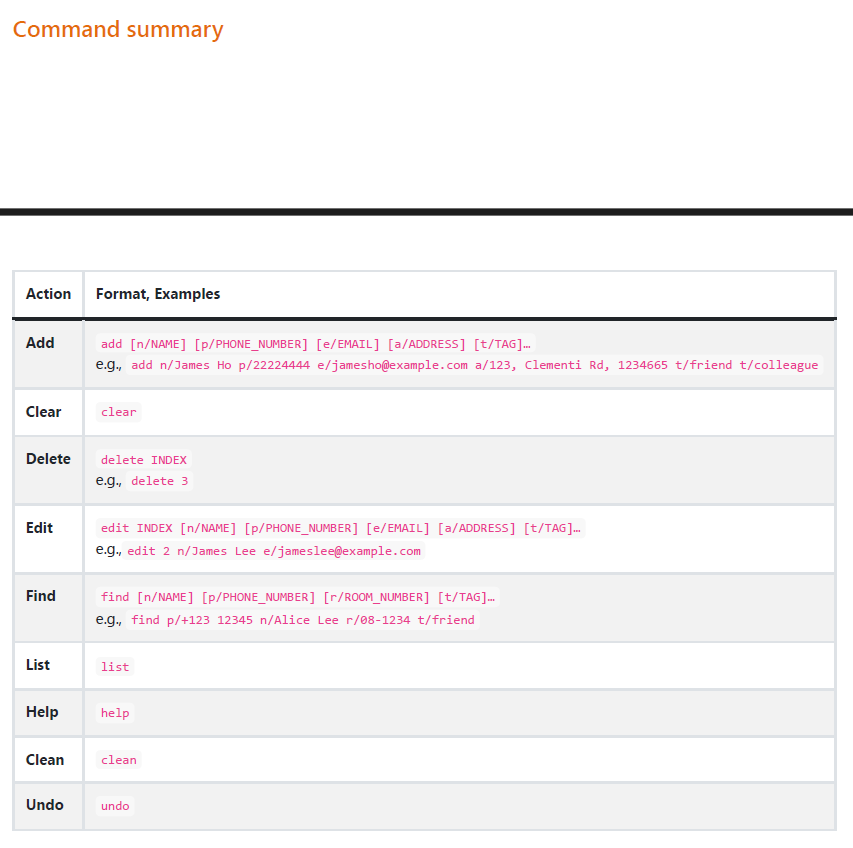 Command summary
Action Format, Examples
Add add [n/NAME] [p/PHONE_NUMBER] [e/EMAIL] [a/ADDRESS] [t/TAG]…
e.g., add n/James Ho p/22224444 e/jamesho@example.com a/123, Clementi Rd, 1234665 t/friend t/colleague
Clear clear
Delete delete INDEX
e.g., delete 3
Edit edit INDEX [n/NAME] [p/PHONE_NUMBER] [e/EMAIL] [a/ADDRESS] [t/TAG]…
e.g., edit 2 n/James Lee e/jameslee@example.com
Find find [n/NAME] [p/PHONE_NUMBER] [r/ROOM_NUMBER] [t/TAG]…
e.g., find p/+123 12345 n/Alice Lee r/08-1234 t/friend
List list
Help help
Clean clean
Undo undo